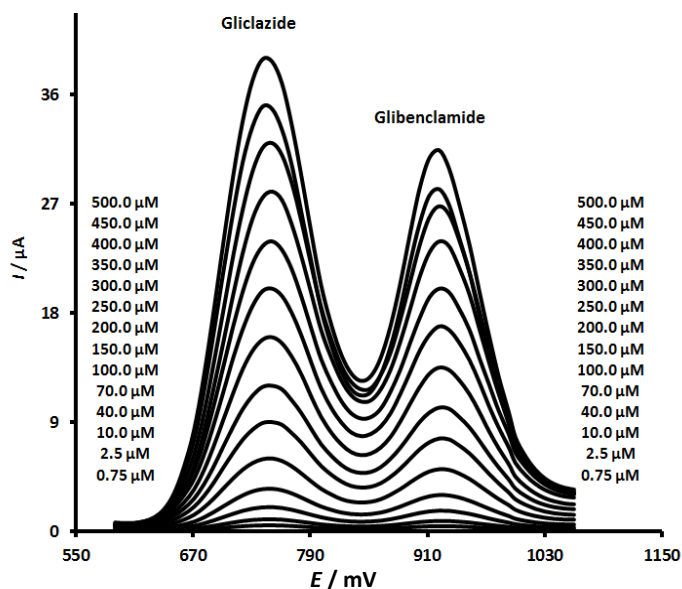 Gliclazide
Glibenclamide
36
27
18
9
0
I / µA
500.0 µM
450.0 µM
400.0 µM
350.0 µM
300.0 µM
250.0 µM
200.0 µM
150.0 µM
100.0 µM
70.0 µM
40.0 µM
10.0 µM
2.5 µM
0.75 µM
500.0 µM
450.0 µM
400.0 µM
350.0 µM
300.0 µM
250.0 µM
200.0 µM
150.0 µM
100.0 µM
70.0 µM
40.0 µM
10.0 µM
2.5 µM
0.75 µM
550 670 790 910 1030 1150
E / mV